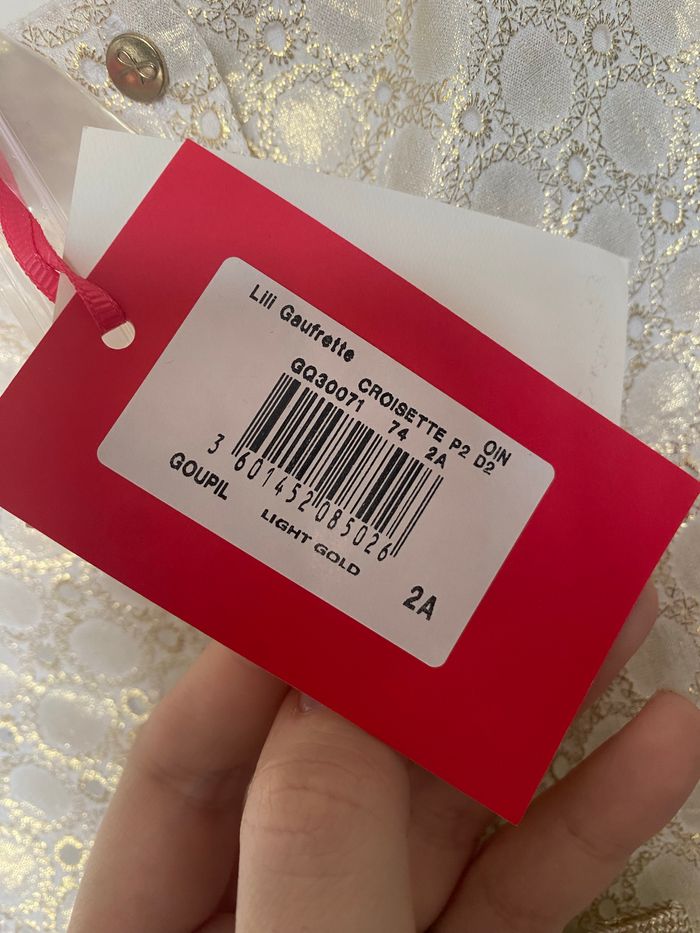 Lili Gaufrette
CROISETTE P2 D2 OIN
GQ30071 74 2A
3 601452 085026
GOUPIL
LIGHT GOLD
2A